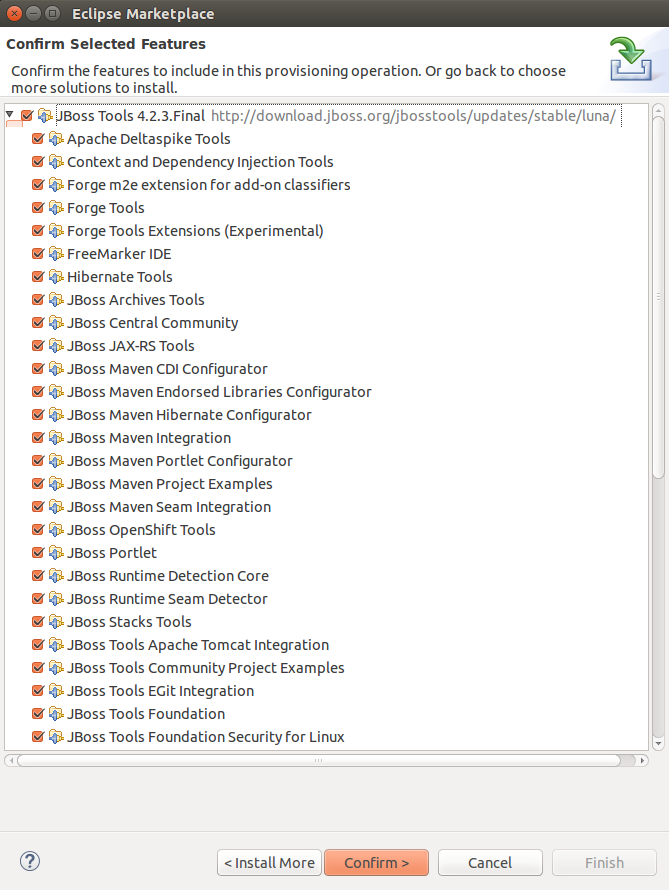 Eclipse Marketplace
Confirm Selected Features
Confirm the features to include in this provisioning operation. Or go back to choose
more solutions to install.
JBoss Tools 4.2.3.Final http://download.jboss.org/jbosstools/updates/stable/luna/
Apache Deltaspike Tools
Context and Dependency Injection Tools
Forge m2e extension for add-on classifiers
Forge Tools
Forge Tools Extensions (Experimental)
FreeMarker IDE
Hibernate Tools
JBoss Archives Tools
JBoss Central Community
JBoss JAX-RS Tools
JBoss Maven CDI Configurator
JBoss Maven Endorsed Libraries Configurator
JBoss Maven Hibernate Configurator
JBoss Maven Integration
JBoss Maven Portlet Configurator
JBoss Maven Project Examples
JBoss Maven Seam Integration
JBoss OpenShift Tools
JBoss Portlet
JBoss Runtime Detection Core
JBoss Runtime Seam Detector
JBoss Stacks Tools
JBoss Tools Apache Tomcat Integration
JBoss Tools Community Project Examples
JBoss Tools EGit Integration
JBoss Tools Foundation
JBoss Tools Foundation Security for Linux
? < Install More Confirm > Cancel Finish